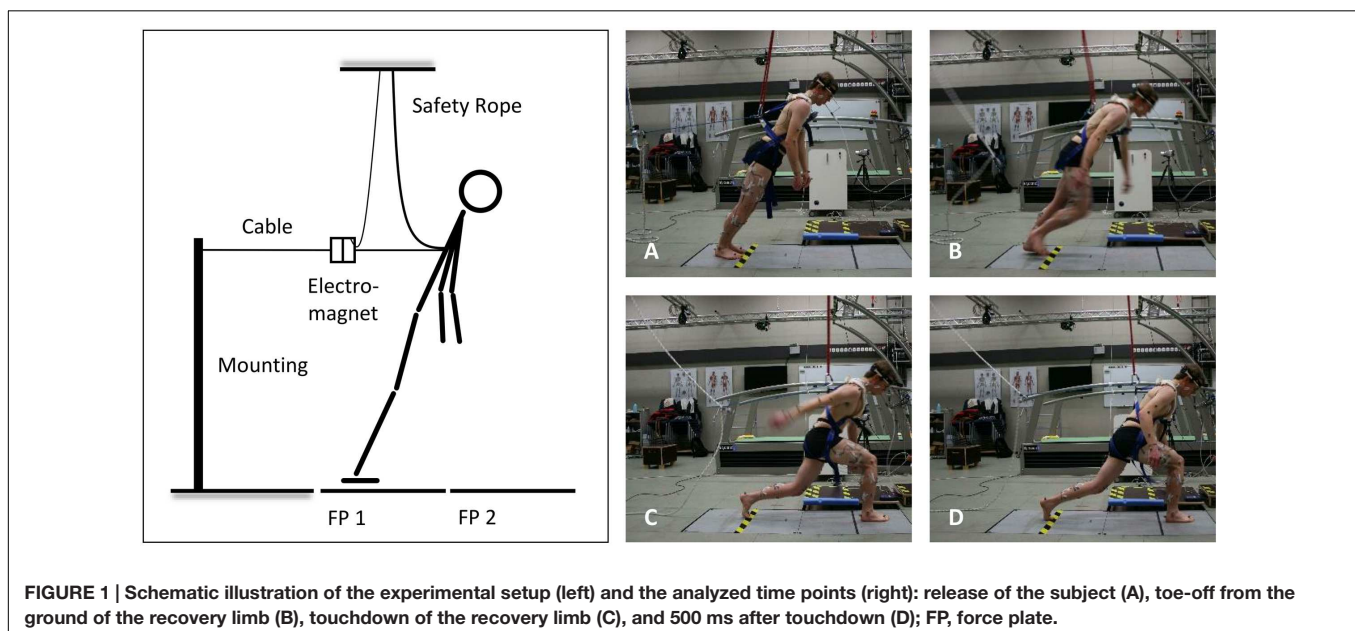 Safety Rope
Cable
Electro-
magnet
Mounting
FP 1
FP 2
A
B
C
D
FIGURE 1 | Schematic illustration of the experimental setup (left) and the analyzed time points (right): release of the subject (A), toe-off from the
ground of the recovery limb (B), touchdown of the recovery limb (C), and 500 ms after touchdown (D); FP, force plate.